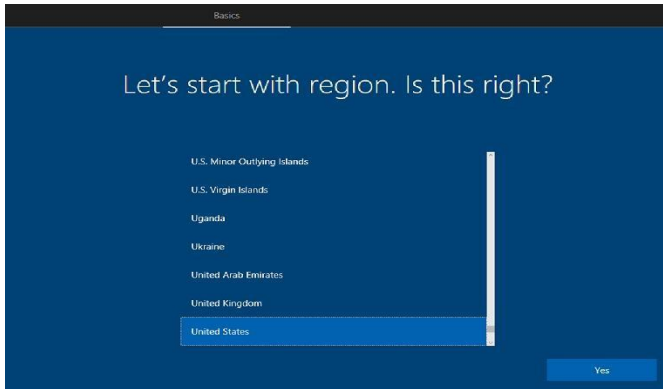 Basics
Let's start with region. Is this right?
U.S. Minor Outlying Islands
U.S. Virgin Islands
Uganda
Ukraine
United Arab Emirates
United Kingdom
United States
Yes